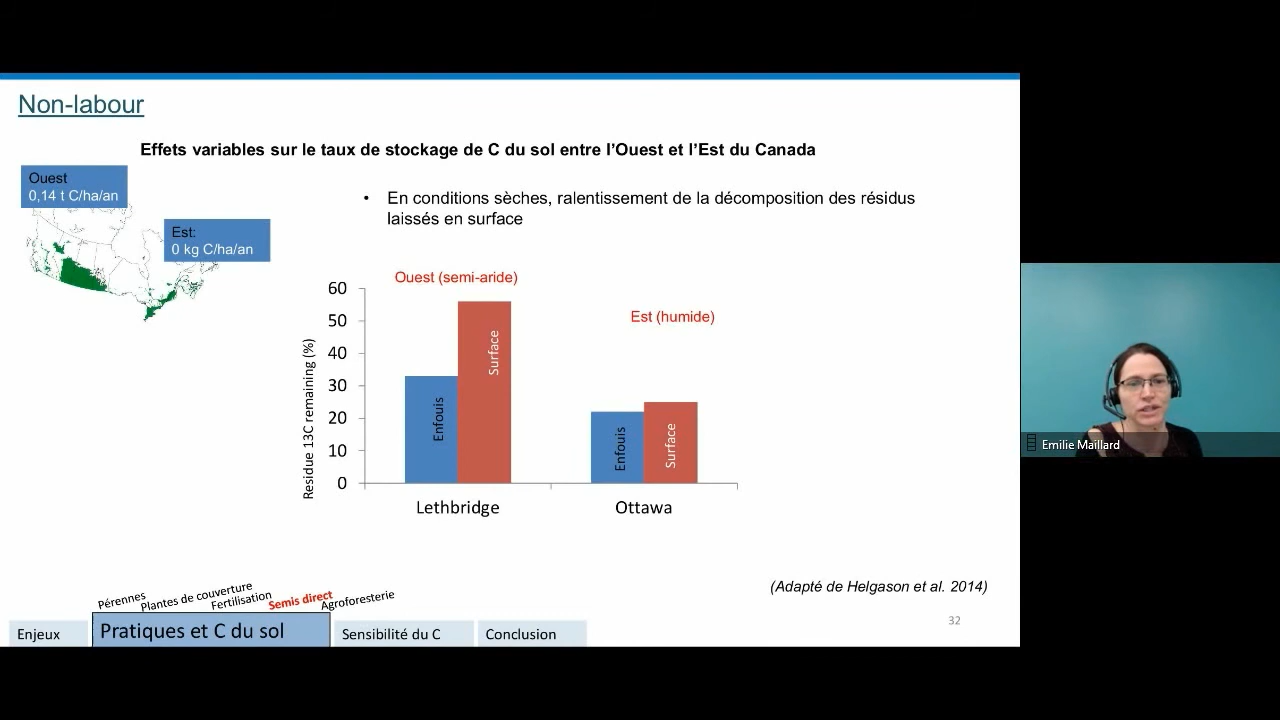 Non-labour
Effets variables sur le taux de stockage de C du sol entre l'Ouest et l'Est du Canada
Ouest
0,14 t C/ha/an
Est:
0 kg C/ha/an
• En conditions sèches, ralentissement de la décomposition des résidus
laissés en surface
Ouest (semi-aride)
Est (humide)
Residue 13C remaining (%)
60
50
40
30
20
10
0
Enfouis
Surface
Enfouis
Surface
Lethbridge
Ottawa
(Adapté de Helgason et al. 2014)
32
Pérennes
Plantes de couverture
Fertilisation
Semis direct
Agroforesterie
Enjeux
Pratiques et C du sol
Sensibilité du C
Conclusion
Emilie Maillard